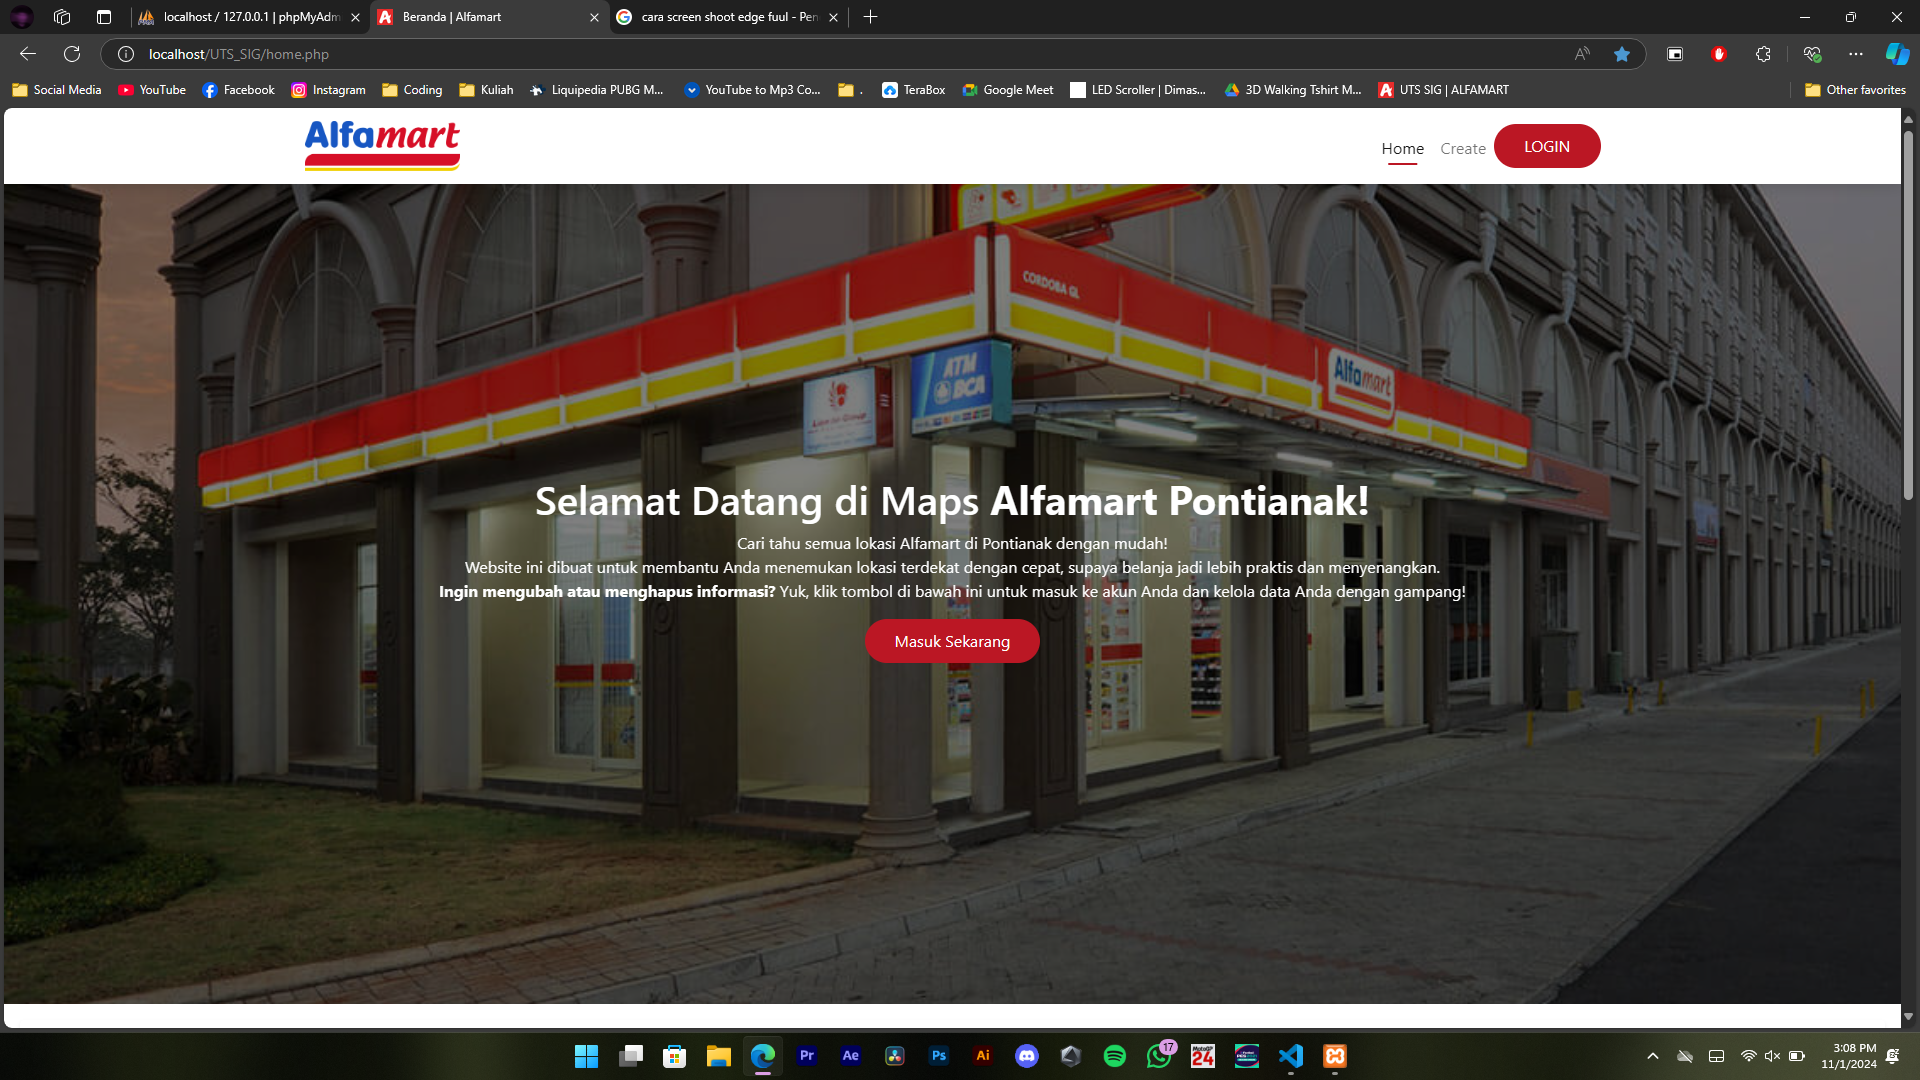 localhost / 127.0.0.1 | phpMyAdm
Beranda | Alfamart
cara screen shoot edge fuul - Pen
localhost/UTS_SIG/home.php
Social Media
YouTube
Facebook
Instagram
Coding
Kuliah
Liquipedia PUBG M...
YouTube to Mp3 Co...
.
TeraBox
Google Meet
LED Scroller | Dimas...
3D Walking Tshirt M...
UTS SIG | ALFAMART
Other favorites
Alfamart
Home
Create
LOGIN
CORDOBA GL
ATM
BCA
Alfamart
Selamat Datang di Maps Alfamart Pontianak!
Cari tahu semua lokasi Alfamart di Pontianak dengan mudah!
Website ini dibuat untuk membantu Anda menemukan lokasi terdekat dengan cepat, supaya belanja jadi lebih praktis dan menyenangkan.
Ingin mengubah atau menghapus informasi? Yuk, klik tombol di bawah ini untuk masuk ke akun Anda dan kelola data Anda dengan gampang!
Masuk Sekarang
Pr
Ae
Ps
Ai
17
24
3:08 PM
11/1/2024